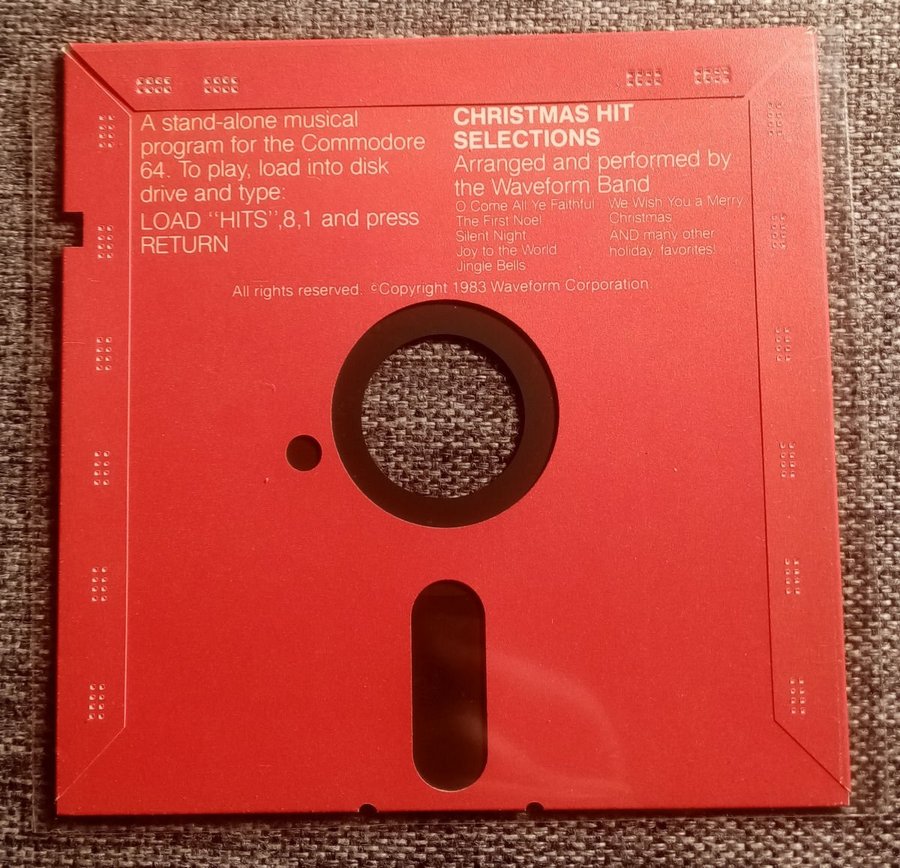 A stand-alone musical
program for the Commodore
64. To play, load into disk
drive and type:
LOAD "HITS",8,1 and press
RETURN
CHRISTMAS HIT
SELECTIONS
Arranged and performed by
the Waveform Band
O Come All Ye Faithful
The First Noel
Silent Night
Joy to the World
Jingle Bells
We Wish You a Merry
Christmas
AND many other
holiday favorites!
All rights reserved. ©Copyright 1983 Waveform Corporation.